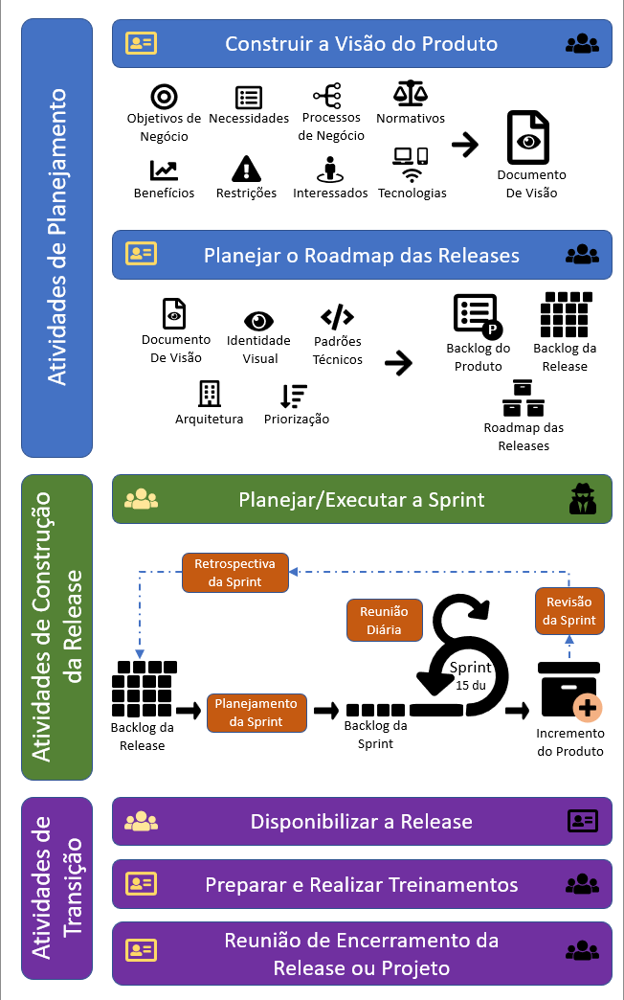 Atividades de Planejamento
Construir a Visão do Produto
Objetivos de
Negócio
Necessidades
Processos
de Negócio
Normativos
Benefícios
Restrições
Interessados
Tecnologias
Documento
De Visão
Planejar o Roadmap das Releases
Documento
De Visão
Identidade
Visual
Padrões
Técnicos
Arquitetura
Priorização
P
Backlog do
Produto
Backlog da
Release
Roadmap das
Releases
Atividades de Construção
da Release
Planejar/Executar a Sprint
Retrospectiva
da Sprint
Reunião
Diária
Revisão
da Sprint
Sprint
15 du
Backlog da
Release
Planejamento
da Sprint
Backlog da
Sprint
Incremento
do Produto
Atividades de
Transição
Disponibilizar a Release
Preparar e Realizar Treinamentos
Reunião de Encerramento da
Release ou Projeto